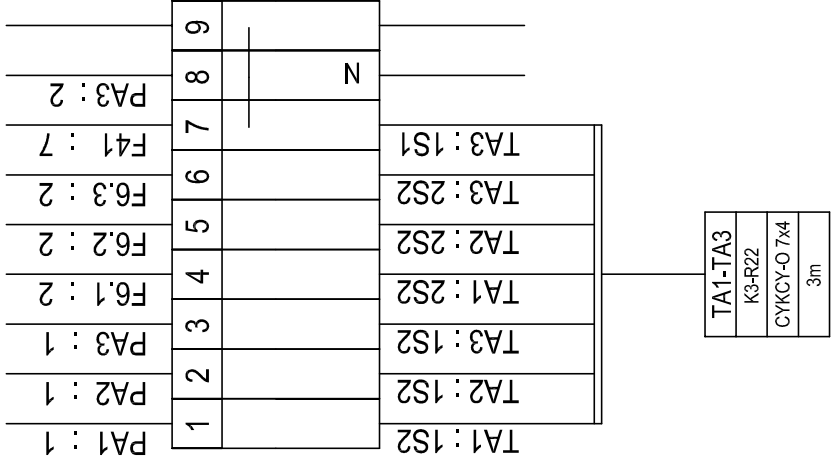 9
PA3 : 2 8 N
F41 : 7 7 TA3 : 1S1
F6.3 : 2 6 TA3 : 2S2
F6.2 : 2 5 TA2 : 2S2
F6.1 : 2 4 TA1 : 2S2
PA3 : 1 3 TA3 : 1S2
PA2 : 1 2 TA2 : 1S2
PA1 : 1 1 TA1 : 1S2
TA1-TA3
K3-R22
CYKCY-O 7x4
3m